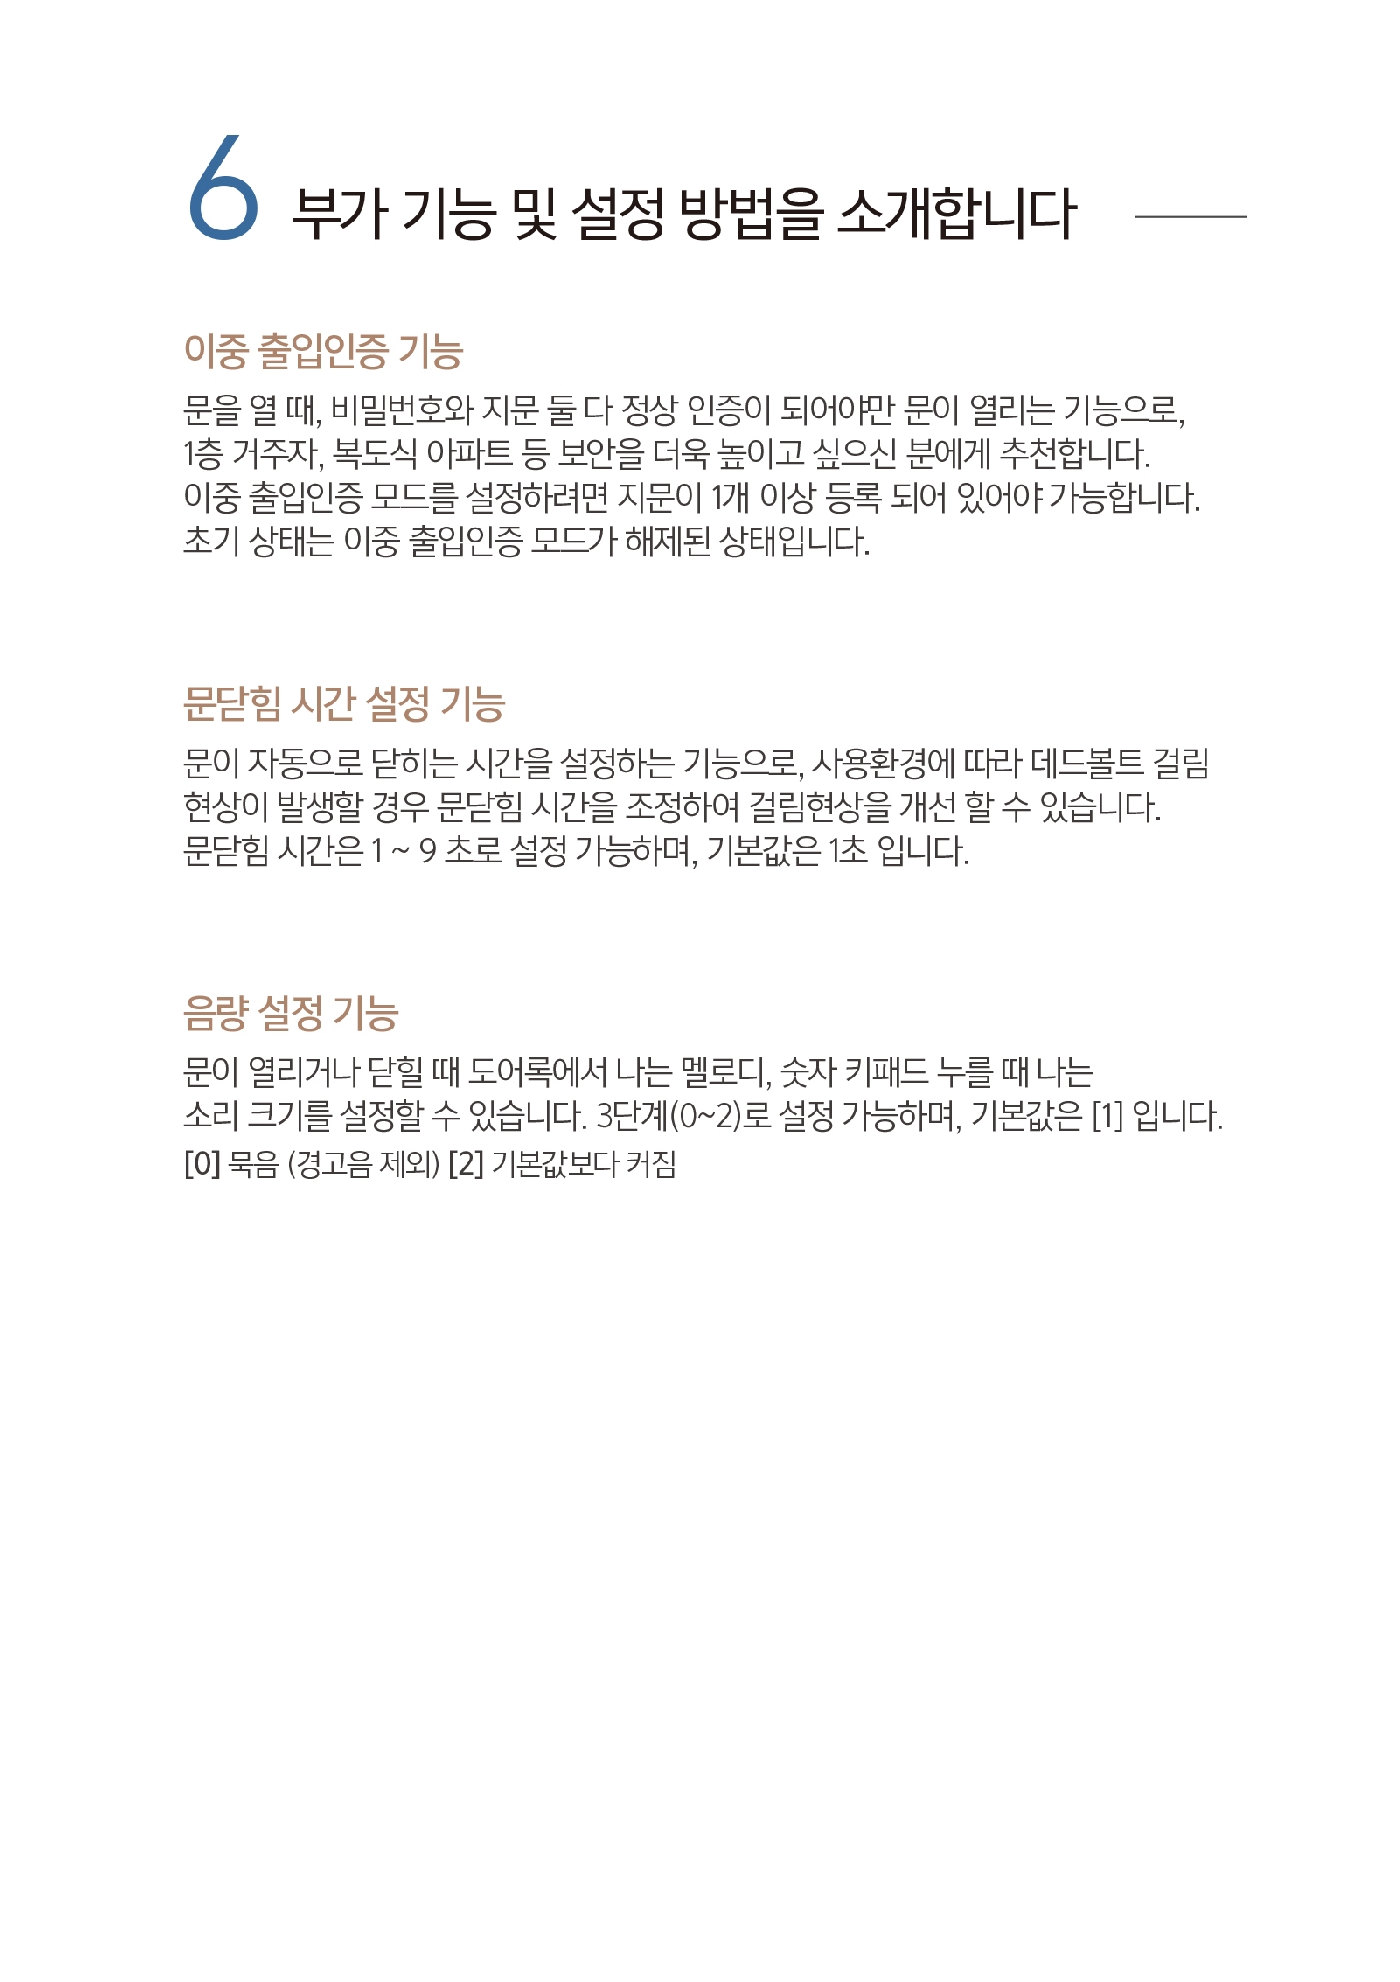 6 부가 기능 및 설정 방법을 소개합니다
이중 출입인증 기능
문을 열 때, 비밀번호와 지문 둘 다 정상 인증이 되어야만 문이 열리는 기능으로,
1층 거주자, 복도식 아파트 등 보안을 더욱 높이고 싶으신 분에게 추천합니다.
이중 출입인증 모드를 설정하려면 지문이 1개 이상 등록 되어 있어야 가능합니다.
초기 상태는 이중 출입인증 모드가 해제된 상태입니다.
문닫힘 시간 설정 기능
문이 자동으로 닫히는 시간을 설정하는 기능으로, 사용환경에 따라 데드볼트 걸림
현상이 발생할 경우 문닫힘 시간을 조정하여 걸림현상을 개선 할 수 있습니다.
문닫힘 시간은 1 ~ 9 초로 설정 가능하며, 기본값은 1초 입니다.
음량 설정 기능
문이 열리거나 닫힐 때 도어록에서 나는 멜로디, 숫자 키패드 누를 때 나는
소리 크기를 설정할 수 있습니다. 3단계(0~2)로 설정 가능하며, 기본값은 [1] 입니다.
[0] 묵음 (경고음 제외) [2] 기본값보다 커짐